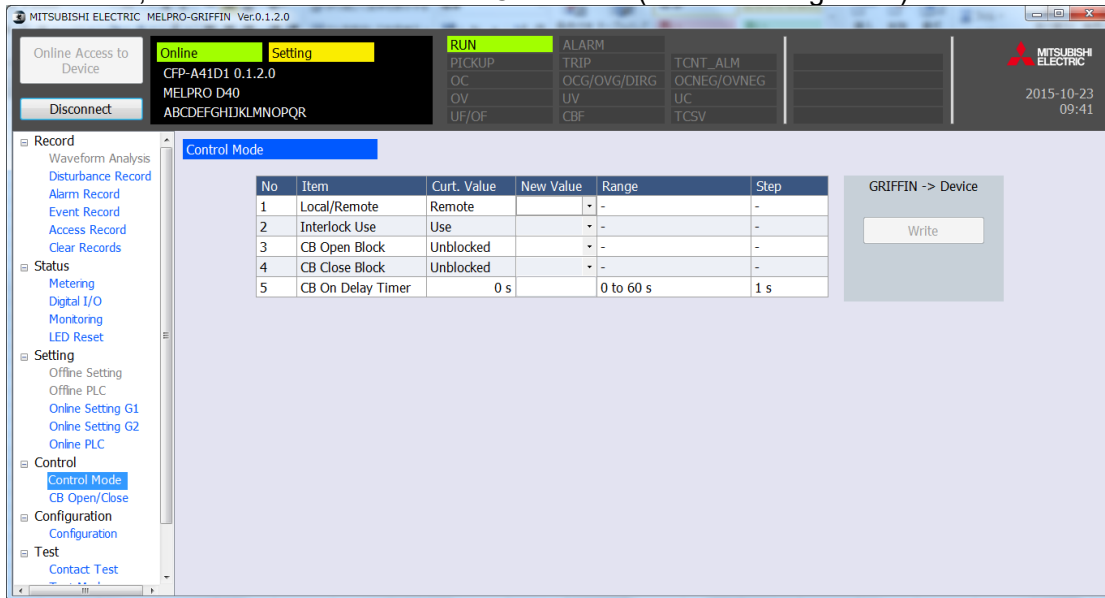 MITSUBISHI ELECTRIC MELPRO-GRIFFIN Ver.0.1.2.0
Online Access to Device
Disconnect
Online Setting
CFP-A41D1 0.1.2.0
MELPRO D40
ABCDEFGHIJKLMNOPQR
RUN ALARM
PICKUP TRIP TCNT_ALM
OC OCG/OVG/DIRG OCNEG/OVNEG
OV UV UC
UF/OF CBF TCSV
MITSUBISHI
ELECTRIC
2015-10-23
09:41
Record
Waveform Analysis
Disturbance Record
Alarm Record
Event Record
Access Record
Clear Records
Status
Metering
Digital I/O
Monitoring
LED Reset
Setting
Offline Setting
Offline PLC
Online Setting G1
Online Setting G2
Online PLC
Control
Control Mode
CB Open/Close
Configuration
Configuration
Test
Contact Test
Control Mode
No Item Curt. Value New Value Range Step
1 Local/Remote Remote - -
2 Interlock Use Use - -
3 CB Open Block Unblocked - -
4 CB Close Block Unblocked - -
5 CB On Delay Timer 0 s 0 to 60 s 1 s
GRIFFIN -> Device
Write